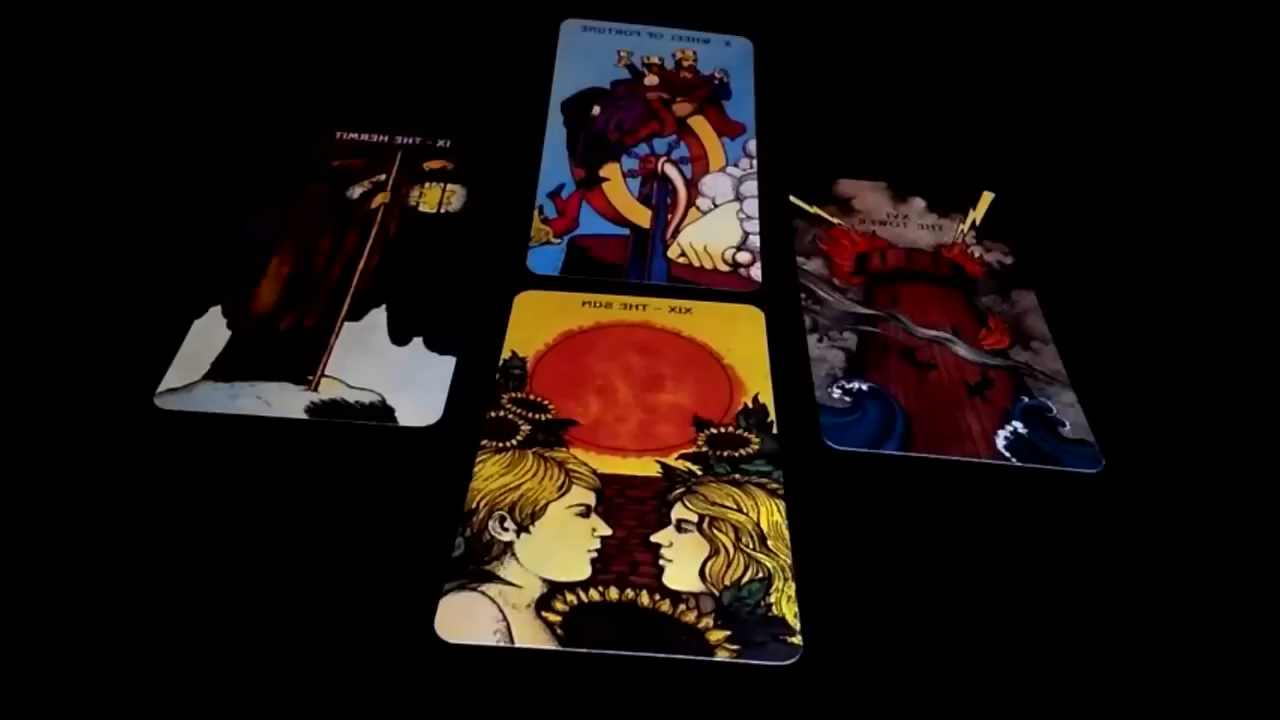 X WHEEL OF FORTUNE
IX - THE HERMIT
XVI
THE TOWER
XIX - THE SUN